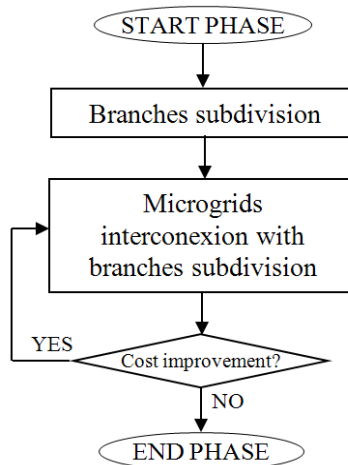 START PHASE
Branches subdivision
Microgrids
interconexion with
branches subdivision
YES
Cost improvement?
NO
END PHASE